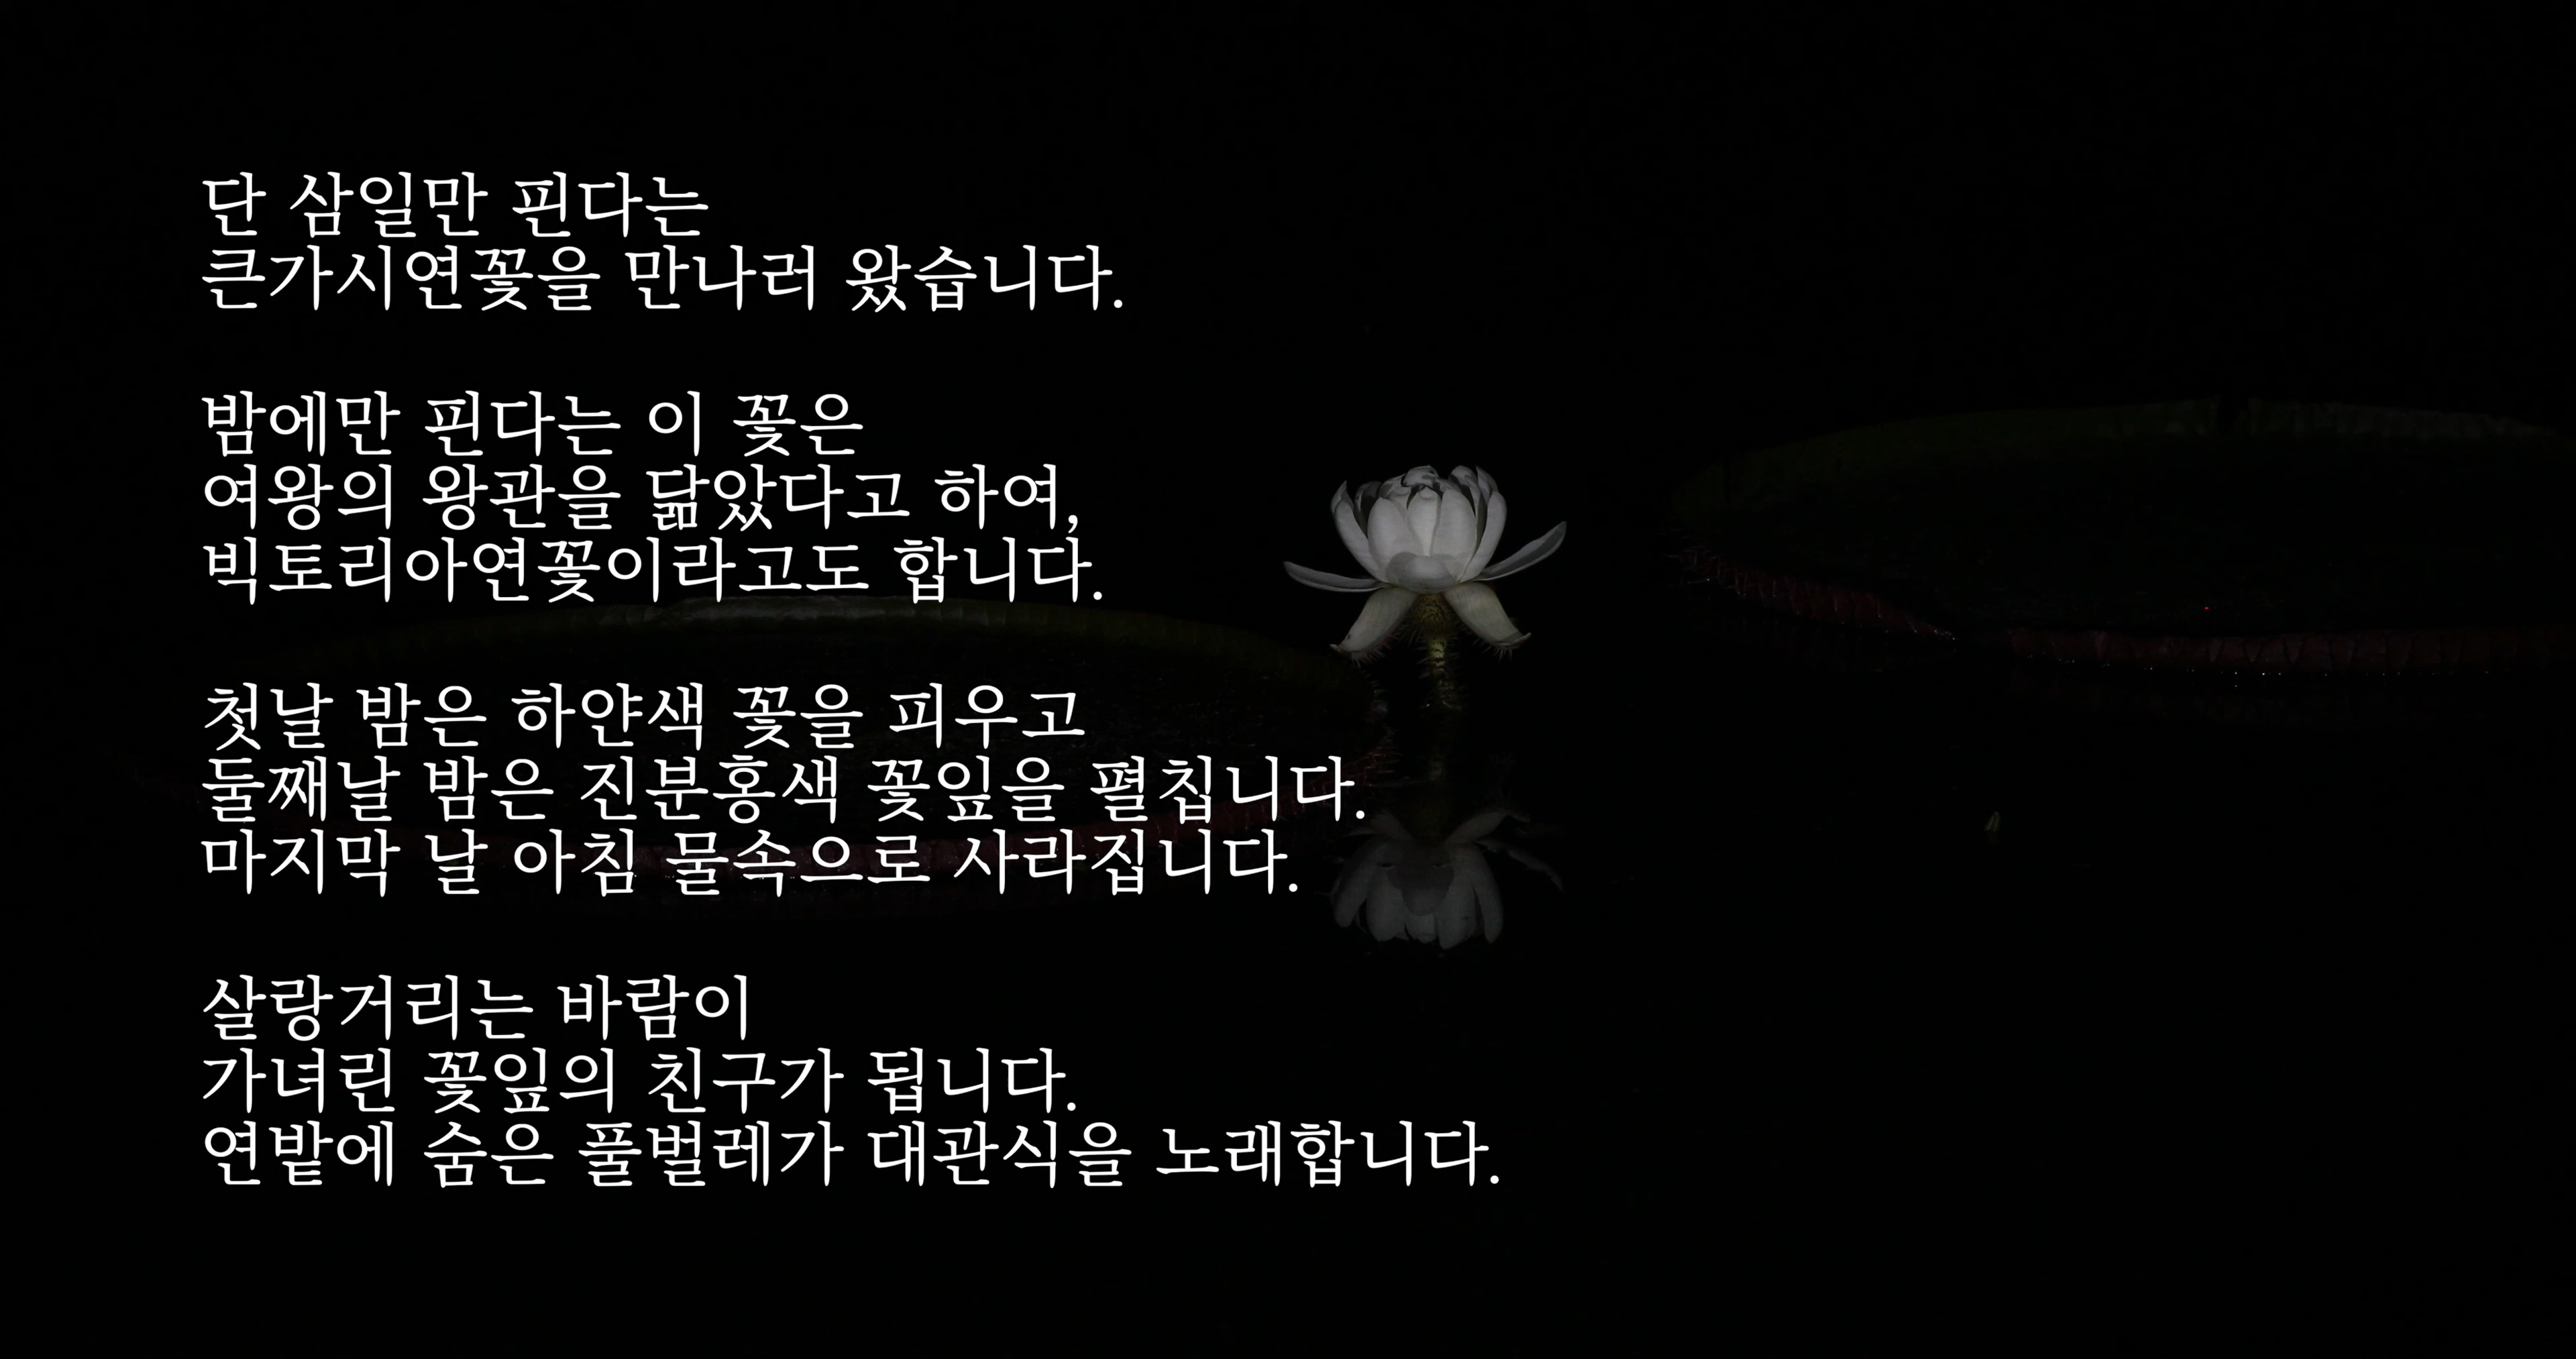 단 삼일만 핀다는
큰가시연꽃을 만나러 왔습니다.
밤에만 핀다는 이 꽃은
여왕의 왕관을 닮았다고 하여,
빅토리아연꽃이라고도 합니다.
첫날 밤은 하얀색 꽃을 피우고
둘째날 밤은 진분홍색 꽃잎을 펼칩니다.
마지막 날 아침 물속으로 사라집니다.
살랑거리는 바람이
가녀린 꽃잎의 친구가 됩니다.
연밭에 숨은 풀벌레가 대관식을 노래합니다.